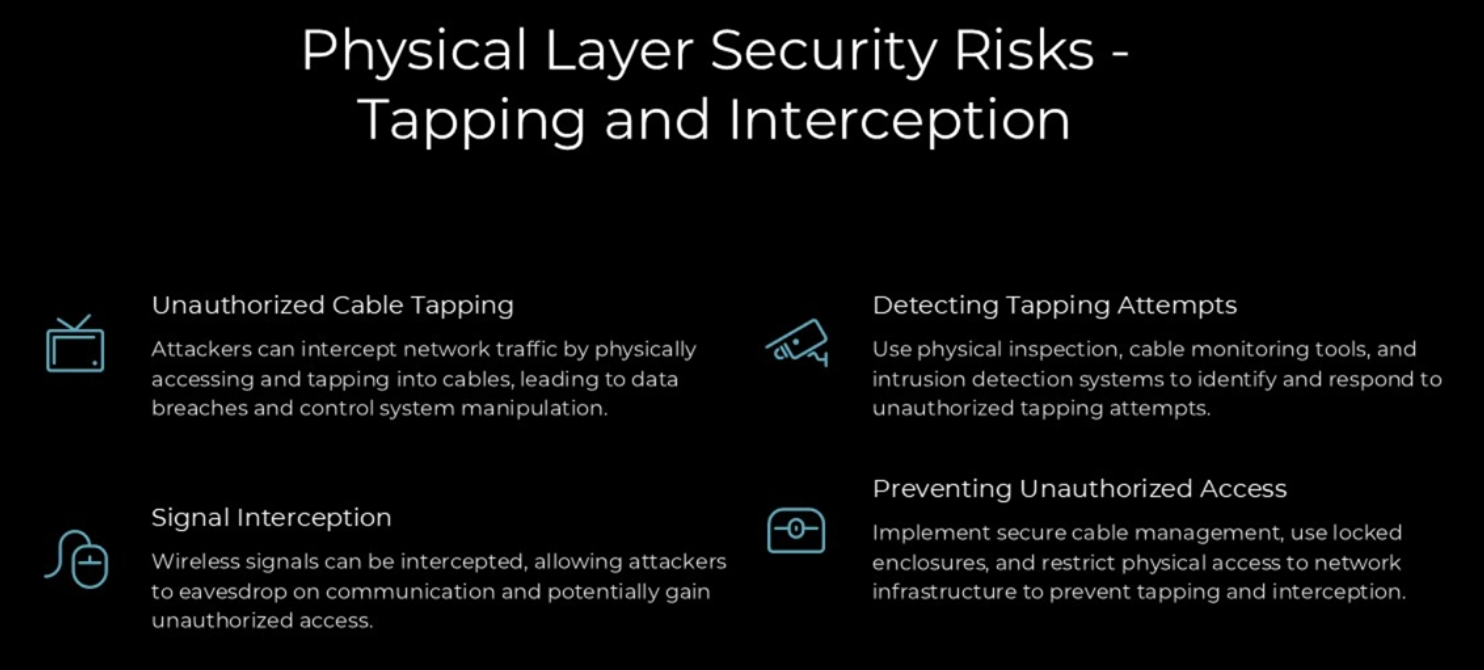 Physical Layer Security Risks -
Tapping and Interception
Unauthorized Cable Tapping
Attackers can intercept network traffic by physically
accessing and tapping into cables, leading to data
breaches and control system manipulation.
Signal Interception
Wireless signals can be intercepted, allowing attackers
to eavesdrop on communication and potentially gain
unauthorized access.
Detecting Tapping Attempts
Use physical inspection, cable monitoring tools, and
intrusion detection systems to identify and respond to
unauthorized tapping attempts.
Preventing Unauthorized Access
Implement secure cable management, use locked
enclosures, and restrict physical access to network
infrastructure to prevent tapping and interception.